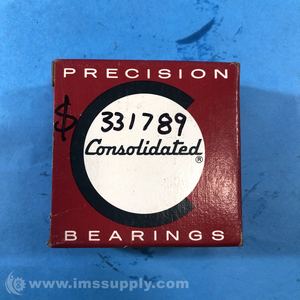 PRECISION
$ 331789
Consolidated ®
BEARINGS
© www.imssupply.com